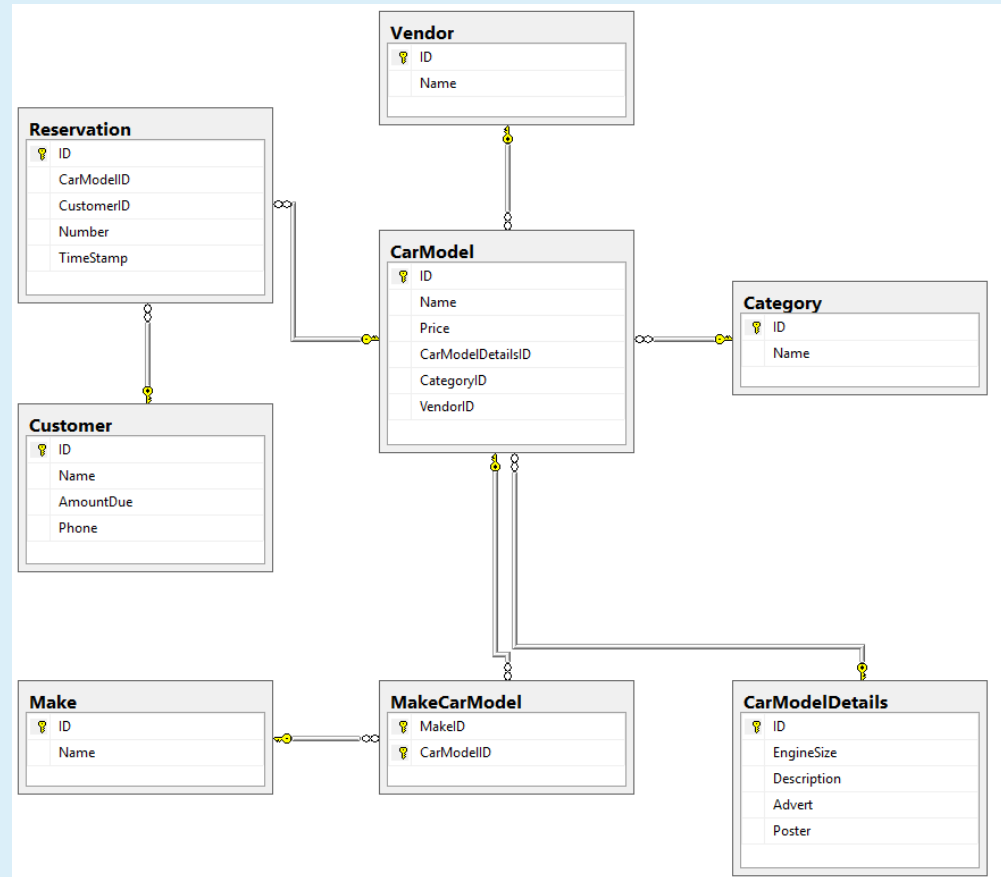 Vendor
ID
Name
Reservation
ID
CarModelID
CustomerID
Number
TimeStamp
CarModel
ID
Name
Price
CarModelDetailsID
CategoryID
VendorID
Category
ID
Name
Customer
ID
Name
AmountDue
Phone
Make
ID
Name
MakeCarModel
MakeID
CarModelID
CarModelDetails
ID
EngineSize
Description
Advert
Poster